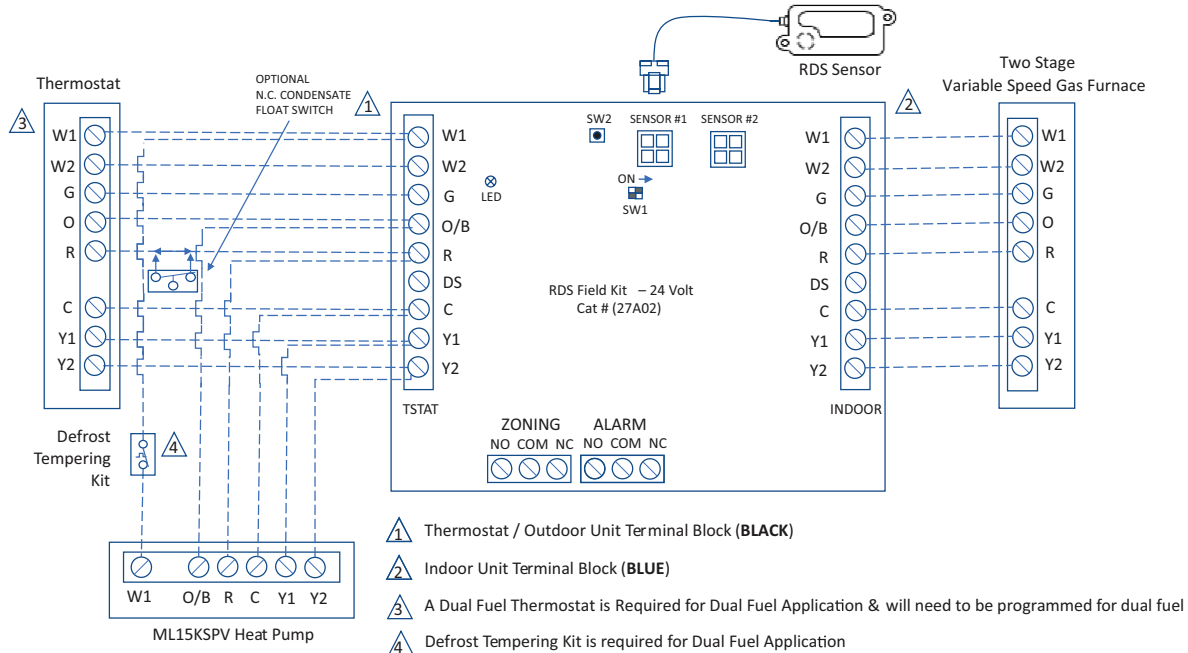 RDS Sensor
Thermostat
OPTIONAL
N.C. CONDENSATE
FLOAT SWITCH
Two Stage
Variable Speed Gas Furnace
3
1
2
W1
W2
G
O
R
C
Y1
Y2
W1
W2
G
O/B
R
DS
C
Y1
Y2
TSTAT
SW2
SENSOR #1
SENSOR #2
LED
ON
SW1
RDS Field Kit – 24 Volt
Cat # (27A02)
ZONING
NO COM NC
ALARM
NO COM NC
W1
W2
G
O/B
R
DS
C
Y1
Y2
INDOOR
W1
W2
G
O
R
C
Y1
Y2
Defrost
Tempering
Kit
4
W1 O/B R C Y1 Y2
ML15KSPV Heat Pump
1 Thermostat / Outdoor Unit Terminal Block (BLACK)
2 Indoor Unit Terminal Block (BLUE)
3 A Dual Fuel Thermostat is Required for Dual Fuel Application & will need to be programmed for dual fuel
4 Defrost Tempering Kit is required for Dual Fuel Application